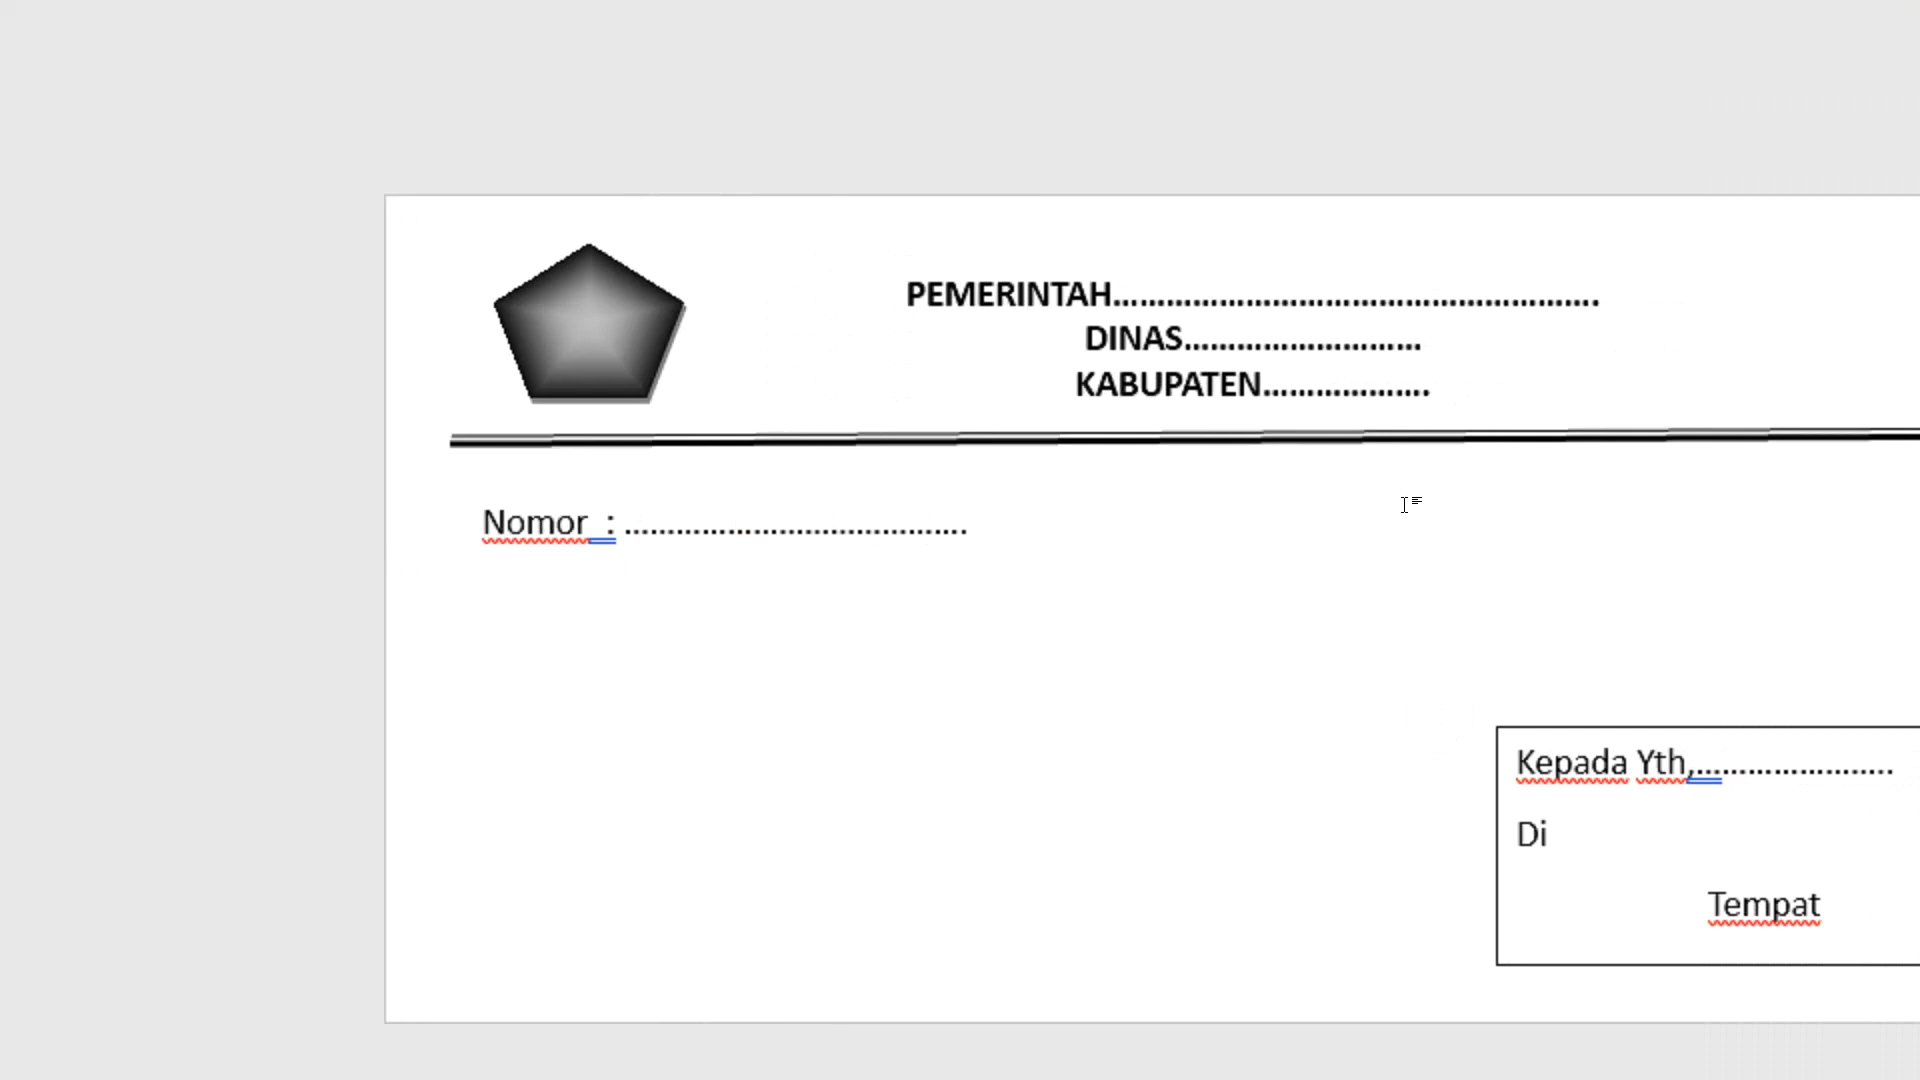 PEMERINTAH……………………………………………….
DINAS………………………
KABUPATEN……………….
Nomor  : ………………………………….
Kepada Yth,………………….
Di
Tempat